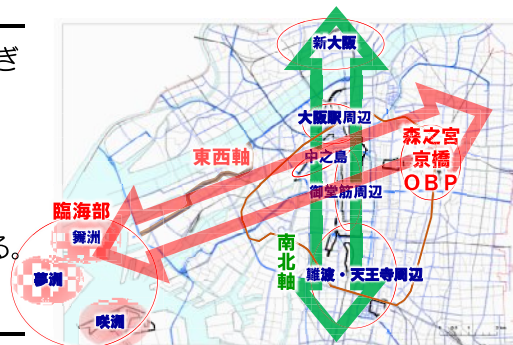 ぎ
新大阪
大阪駅周辺
東西軸
中之島
森之宮
京橋
OBP
御堂筋周辺
臨海部
舞洲
る。
南北軸
夢洲
難波・天王寺周辺
咲洲